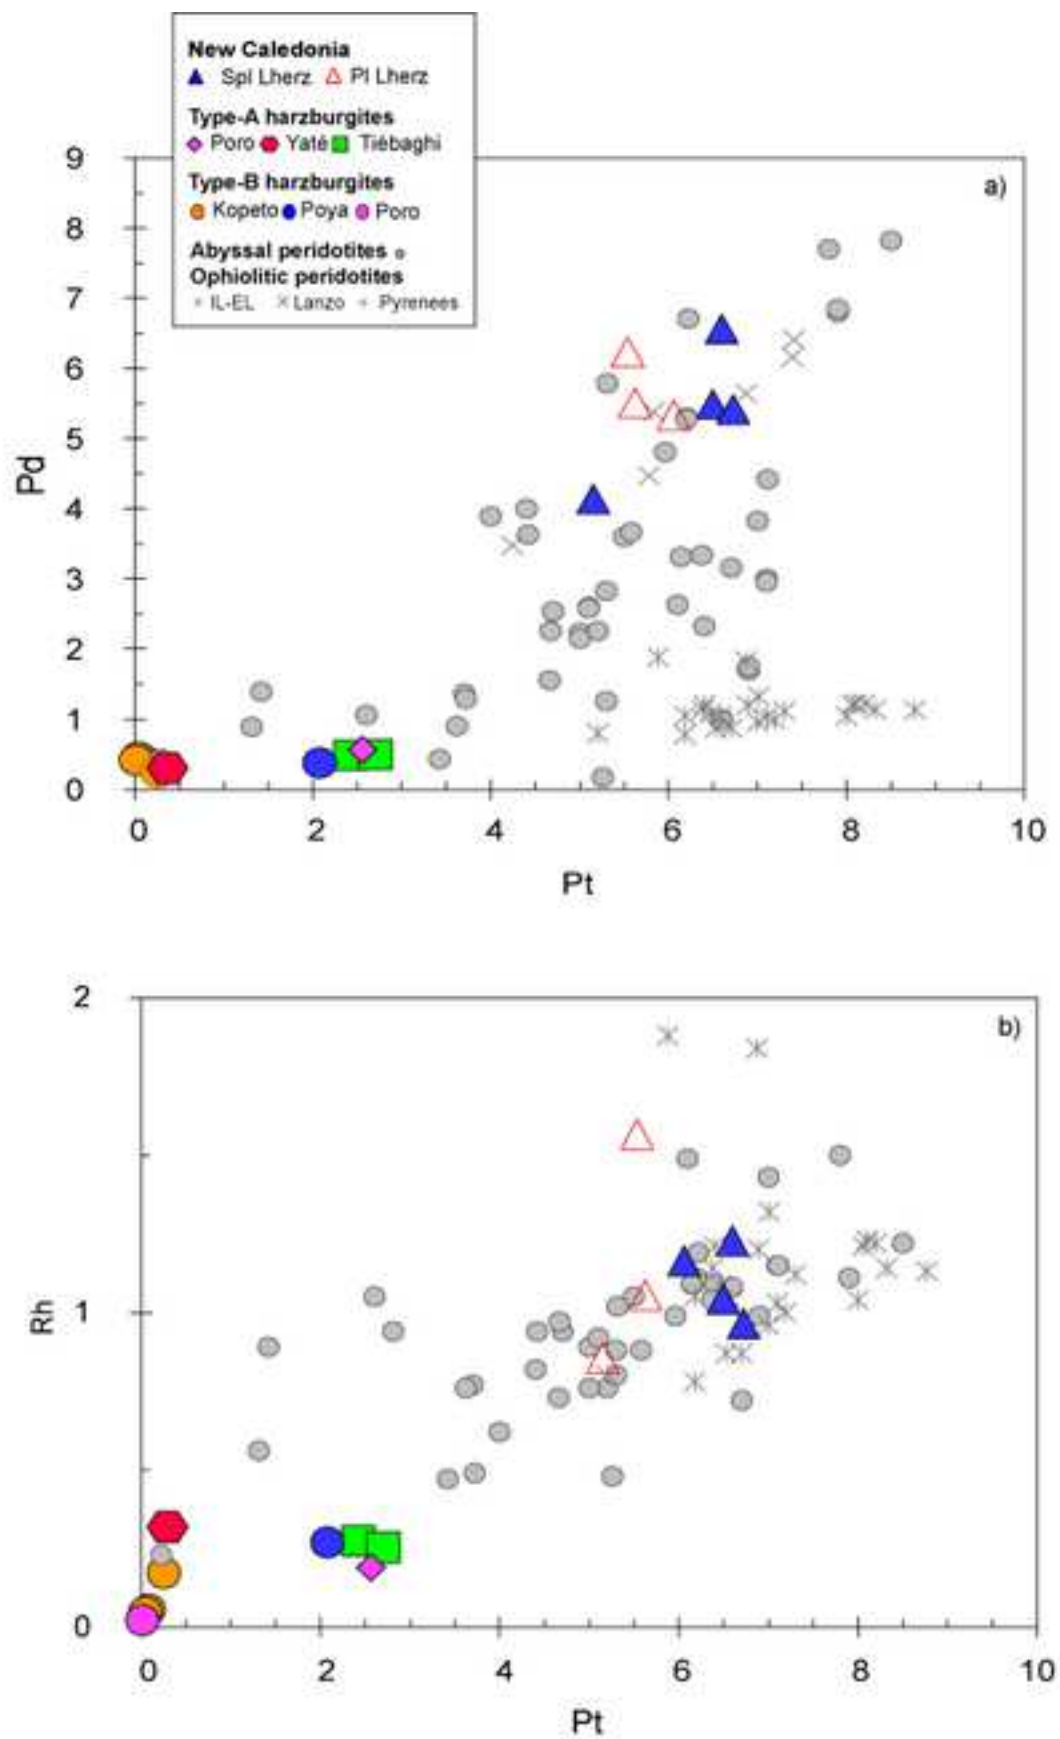 New Caledonia
Spl Lherz Pl Lherz
Type-A harzburgites
Poro Yaté Tiébaghi
Type-B harzburgites
Kopeto Poya Poro
Abyssal peridotites
Ophiolitic peridotites
IL-EL Lanzo Pyrenees
a)
9
8
7
6
5
4
3
2
1
0
Pd
0 2 4 6 8 10
Pt
b)
2
1
0
Rh
0 2 4 6 8 10
Pt